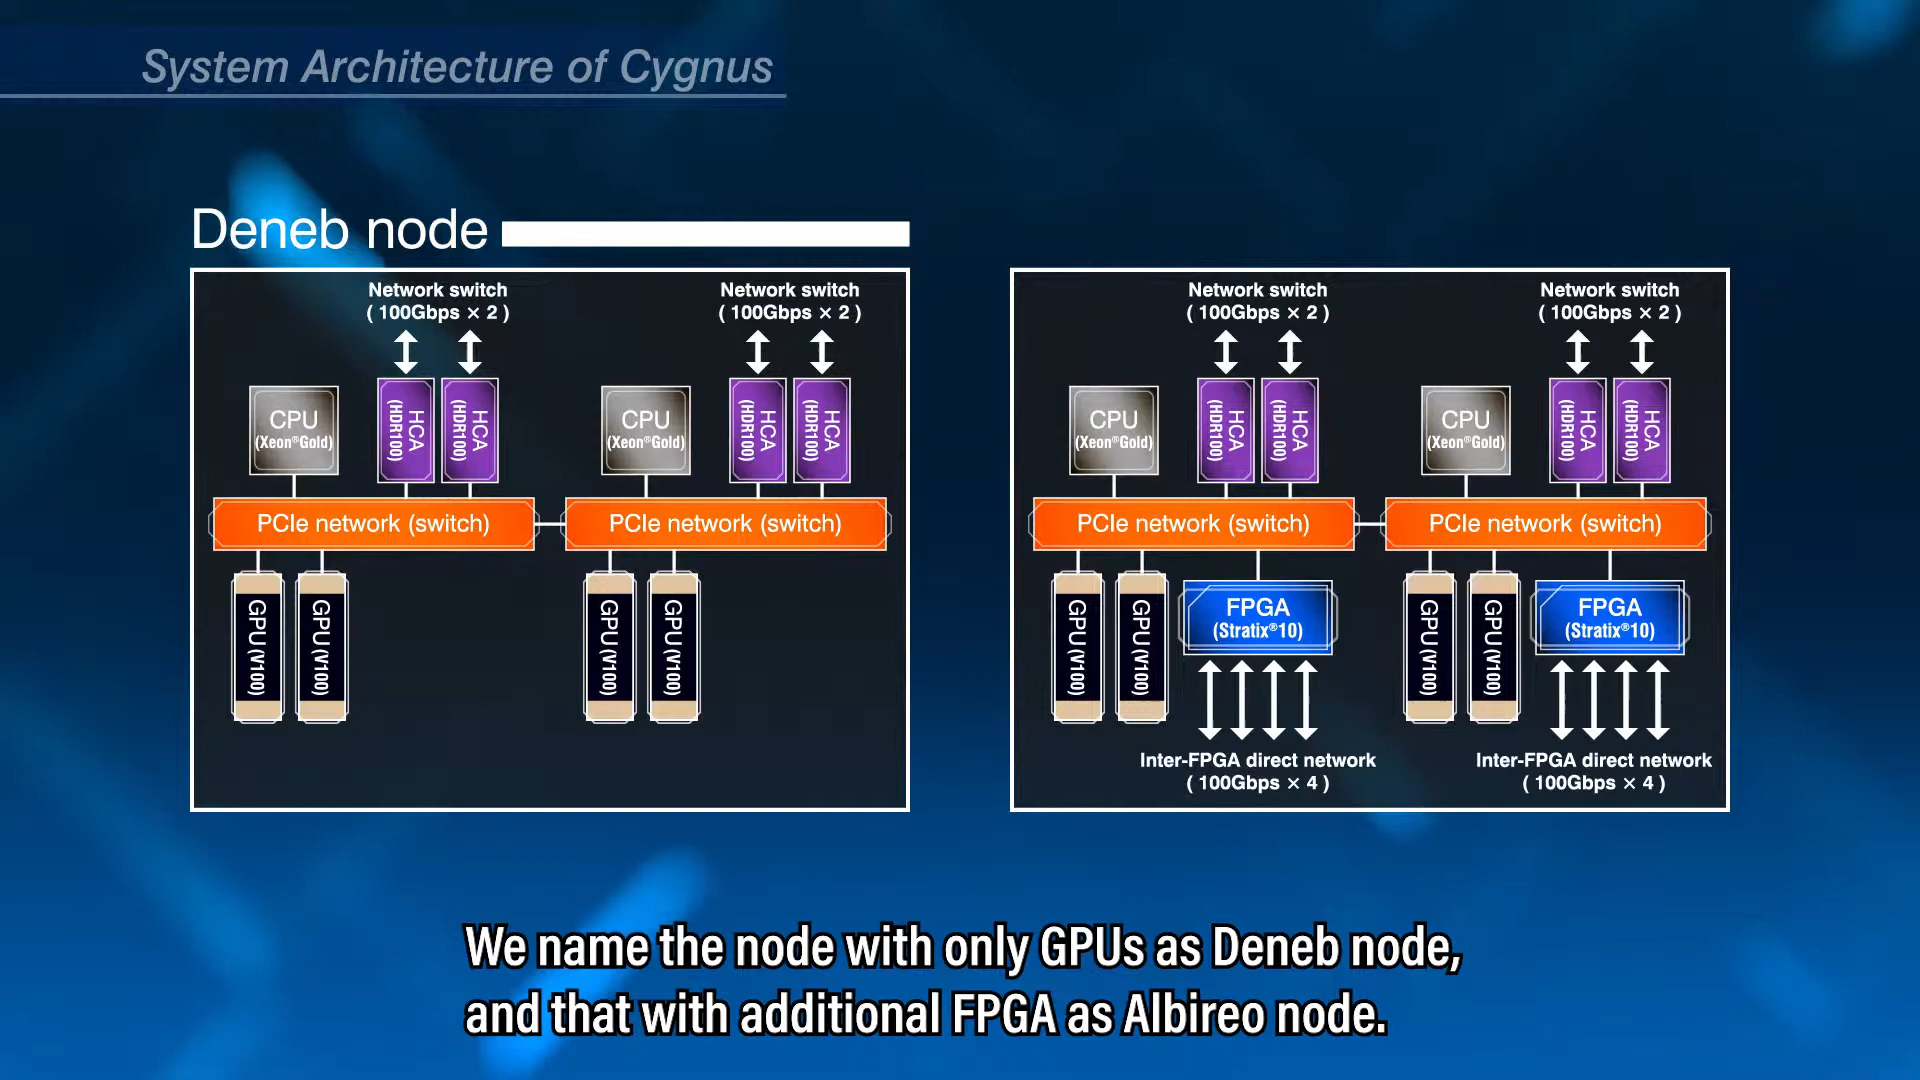 System Architecture of Cygnus
Deneb node
Network switch
( 100Gbps × 2 )
Network switch
( 100Gbps × 2 )
CPU
(Xeon®Gold)
HCA
(HDR100)
HCA
(HDR100)
CPU
(Xeon®Gold)
HCA
(HDR100)
HCA
(HDR100)
PCIe network (switch)
PCIe network (switch)
GPU (V100)
GPU (V100)
GPU (V100)
GPU (V100)
Network switch
( 100Gbps × 2 )
Network switch
( 100Gbps × 2 )
CPU
(Xeon®Gold)
HCA
(HDR100)
HCA
(HDR100)
CPU
(Xeon®Gold)
HCA
(HDR100)
HCA
(HDR100)
PCIe network (switch)
PCIe network (switch)
GPU (V100)
GPU (V100)
FPGA
(Stratix®10)
GPU (V100)
GPU (V100)
FPGA
(Stratix®10)
Inter-FPGA direct network
( 100Gbps × 4 )
Inter-FPGA direct network
( 100Gbps × 4 )
We name the node with only GPUs as Deneb node,
and that with additional FPGA as Albireo node.